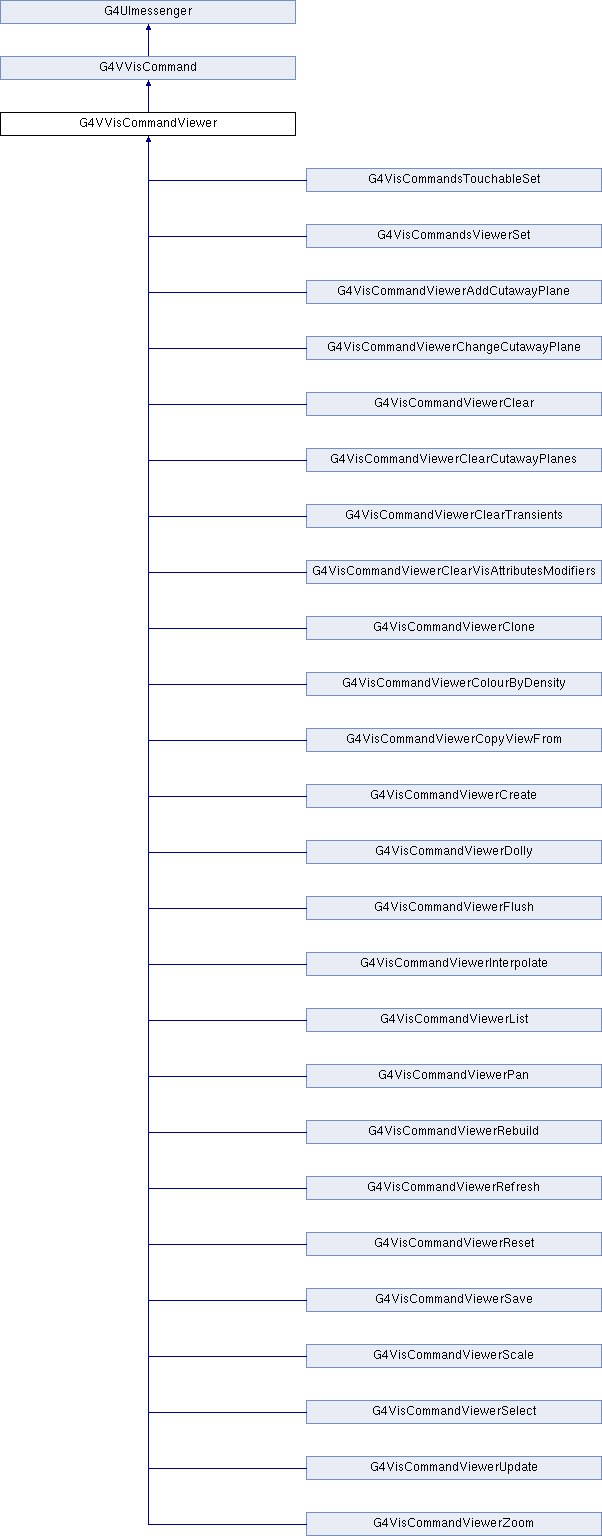 G4UImessenger
G4VVisCommand
G4VVisCommandViewer
G4VisCommandsTouchableSet
G4VisCommandsViewerSet
G4VisCommandViewerAddCutawayPlane
G4VisCommandViewerChangeCutawayPlane
G4VisCommandViewerClear
G4VisCommandViewerClearCutawayPlanes
G4VisCommandViewerClearTransients
G4VisCommandViewerClearVisAttributesModifiers
G4VisCommandViewerClone
G4VisCommandViewerColourByDensity
G4VisCommandViewerCopyViewFrom
G4VisCommandViewerCreate
G4VisCommandViewerDolly
G4VisCommandViewerFlush
G4VisCommandViewerInterpolate
G4VisCommandViewerList
G4VisCommandViewerPan
G4VisCommandViewerRebuild
G4VisCommandViewerRefresh
G4VisCommandViewerReset
G4VisCommandViewerSave
G4VisCommandViewerScale
G4VisCommandViewerSelect
G4VisCommandViewerUpdate
G4VisCommandViewerZoom